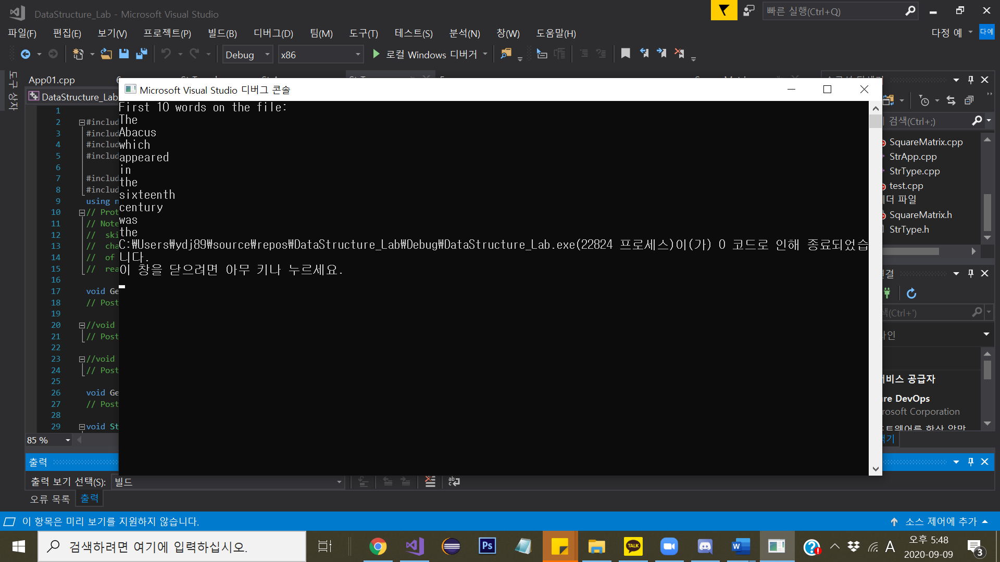 DataStructure_Lab - Microsoft Visual Studio
빠른 실행(Ctrl+Q)
파일(F) 편집(E) 보기(V) 프로젝트(P) 빌드(B) 디버그(D) 팀(M) 도구(T) 테스트(S) 분석(N) 창(W) 도움말(H)
다정 예
다예
Debug x86 로컬 Windows 디버거
도구 상자
App01.cpp
DataStructure_Lab
Microsoft Visual Studio 디버그 콘솔
First 10 words on the file:
The
Abacus
which
appeared
in
the
sixteenth
century
was
the
C:\Users\ydj89\source\repos\DataStructure_Lab\Debug\DataStructure_Lab.exe(22824 프로세스)이(가) 0 코드로 인해 종료되었습
니다.
이 창을 닫으려면 아무 키나 누르세요.
1
2 #includ
3 #includ
4 #includ
5 #includ
6
7 #includ
8 #includ
9 using n
10 // Prot
11 // Note
12 // ski
13 // cha
14 // of
15 // rea
16
17 void Ge
18 // Post
19
20 //void
21 // Post
22
23 //void
24 // Post
25
26 void Ge
27 // Post
28
29 void St
85 %
검색(Ctrl+;)
SquareMatrix.cpp
StrApp.cpp
StrType.cpp
test.cpp
더 파일
SquareMatrix.h
StrType.h
연결
색(Ctrl+')
라인
비스 공급자
re DevOps
rosoft Corporation
출력
출력 보기 선택(S): 빌드
오류 목록 출력
이 항목은 미리 보기를 지원하지 않습니다.
소스 제어에 추가
검색하려면 여기에 입력하십시오.
Ps
TALK
W
A
오후 5:48
2020-09-09
3